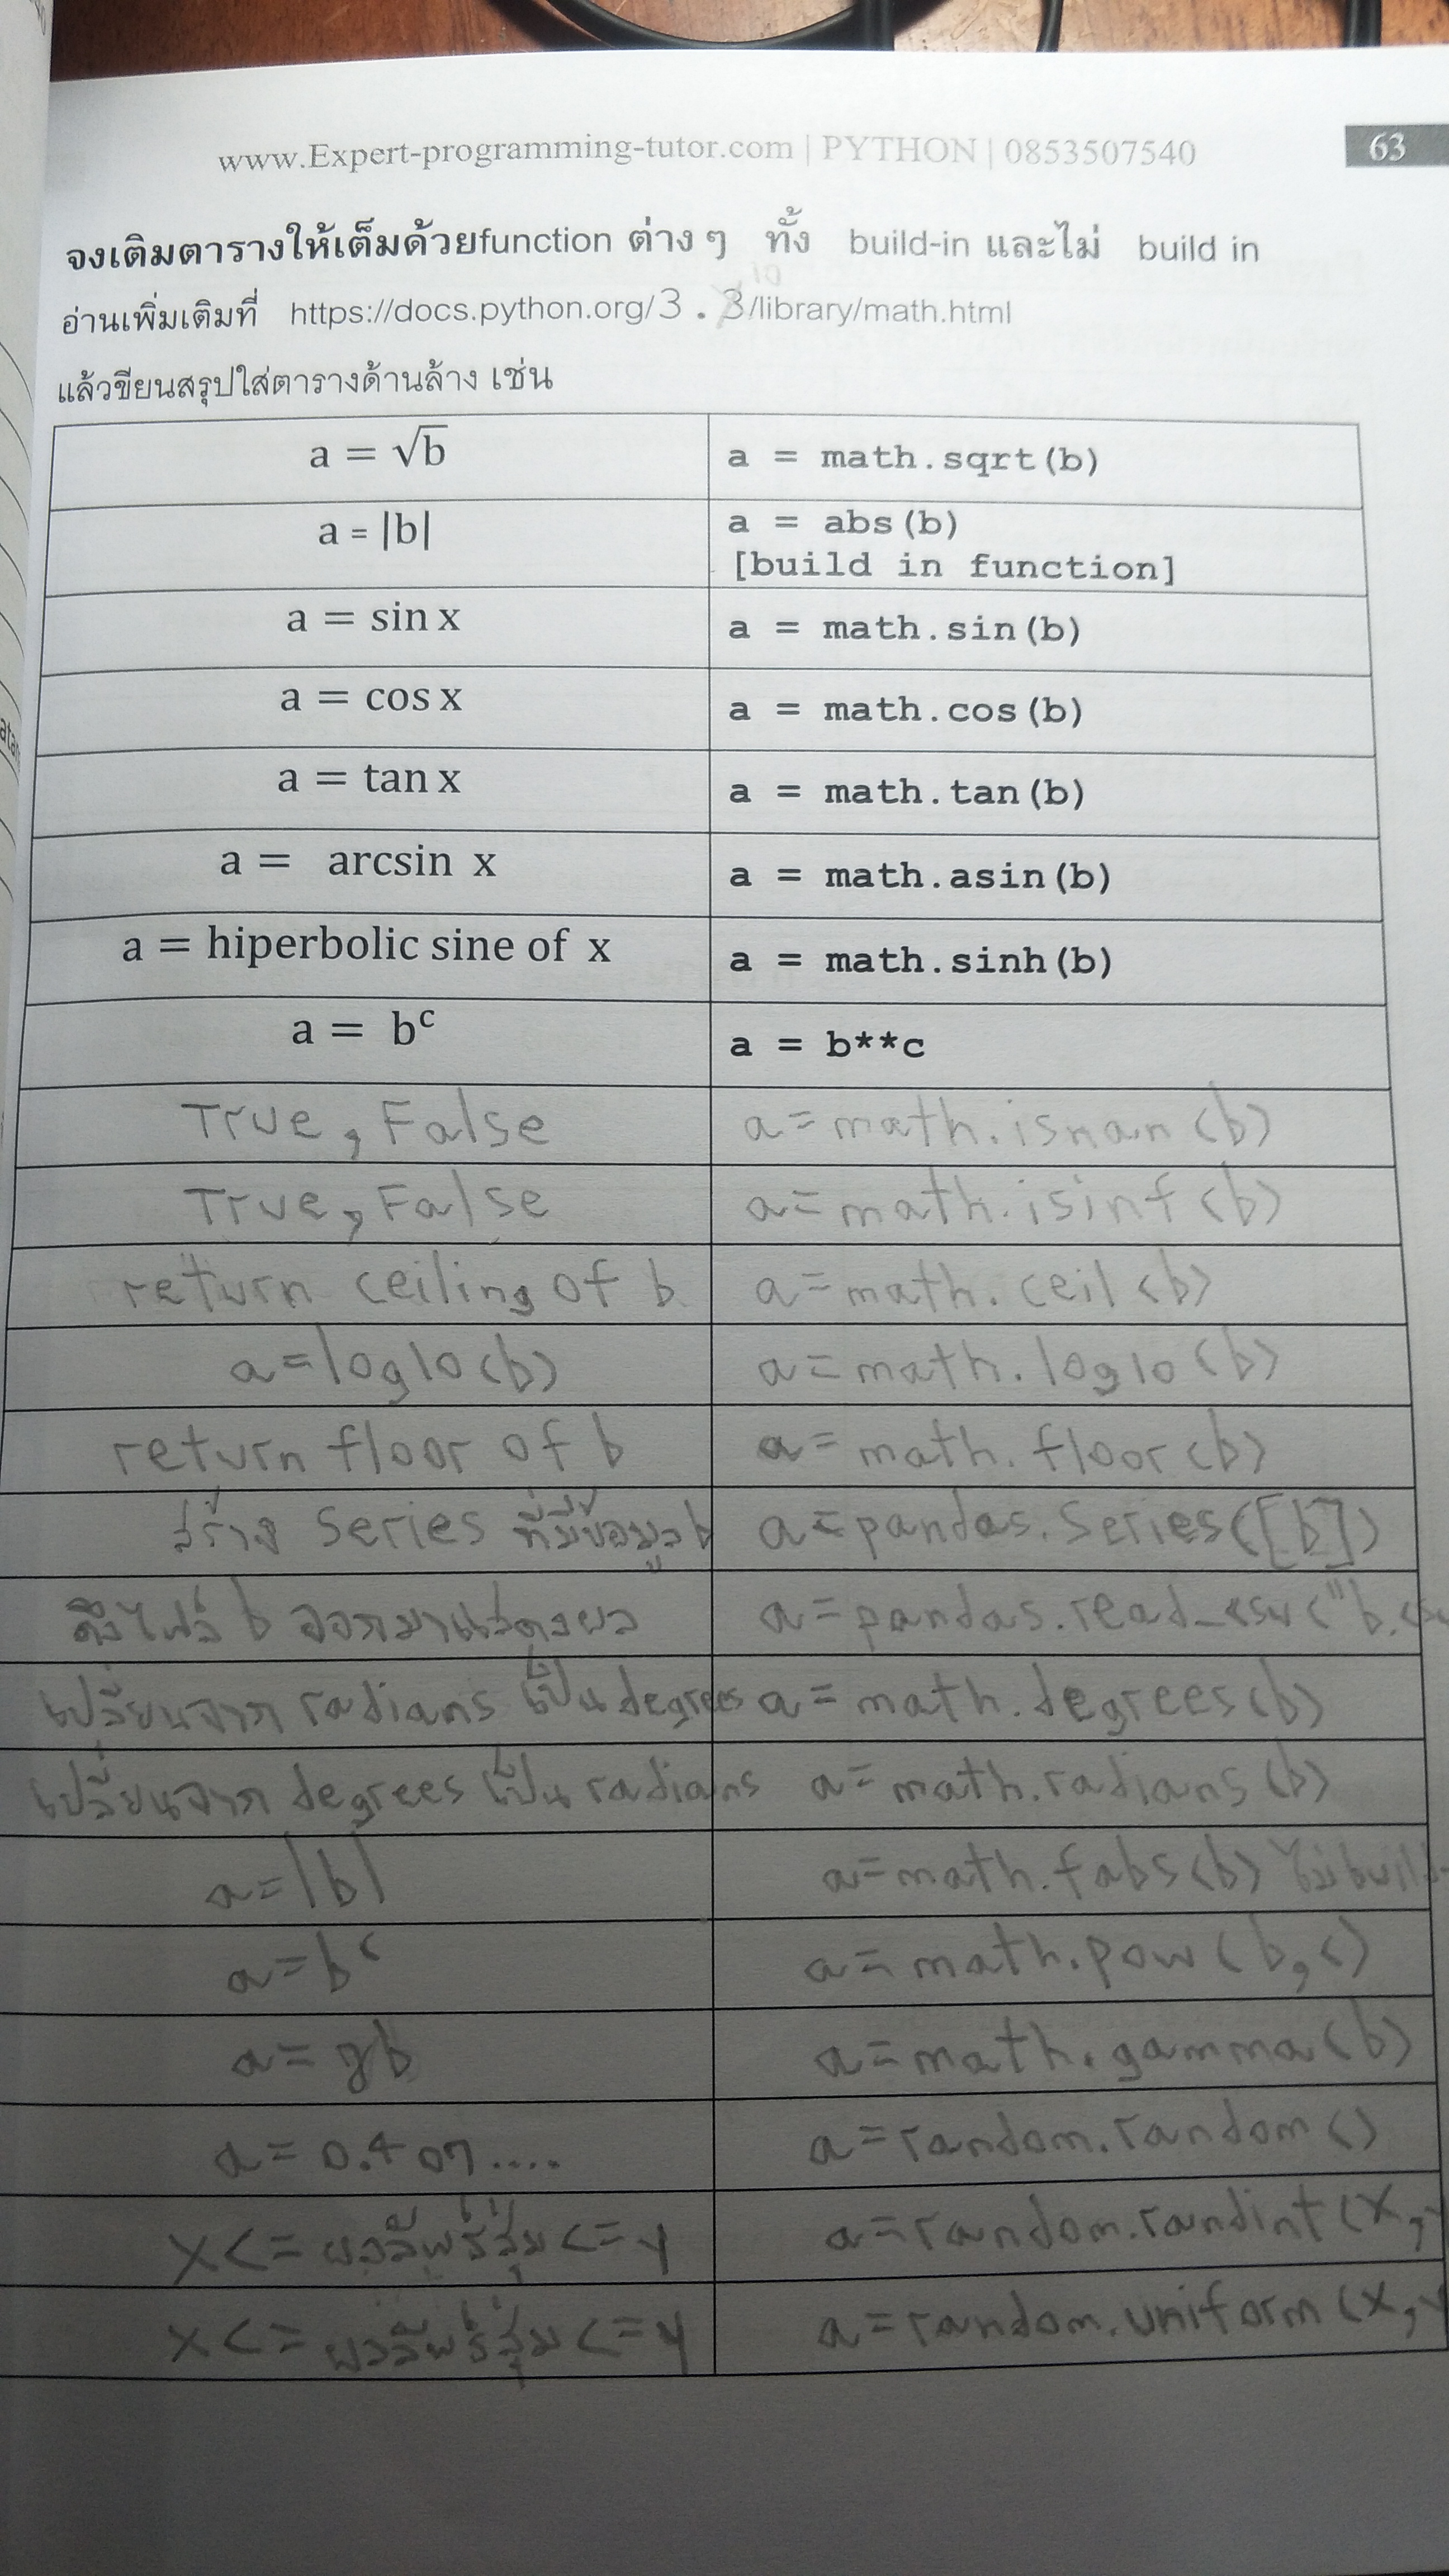 www.Expert-programming-tutor.com | PYTHON | 0853507540
63
จงเติมตารางให้เต็มด้วยfunction ต่าง ๆ ทั้ง build-in และไม่ build in
10
อ่านเพิ่มเติมที่ https://docs.python.org/3.3/library/math.html
แล้วขียนสรุปใส่ตารางด้านล้าง เช่น
a = √b a = math.sqrt(b)
a = |b| a = abs(b)
[build in function]
a = sin x a = math.sin(b)
a = cos x a = math.cos(b)
a = tan x a = math.tan(b)
a = arcsin x a = math.asin(b)
a = hiperbolic sine of x a = math.sinh(b)
a = b^c a = b**c
True, False a=math.isnan(b)
True, False a=math.isinf(b)
return ceiling of b a=math.ceil(b)
a=log10(b) a=math.log10(b)
return floor of b a=math.floor(b)
สร้าง Series ที่มีข้อมูล b a=pandas.Series([b])
ดึงไฟล์ b ออกมาแสดงผล a=pandas.read_csv("b.cs
เปลี่ยนจาก radians เป็น degrees a=math.degrees(b)
เปลี่ยนจาก degrees เป็น radians a=math.radians(b)
a=|b| a=math.fabs(b) ไม่build-
a=b^c a=math.pow(b,c)
a=gb a=math.gamma(b)
a=0.407.... a=random.random()
x<=ผลลัพธ์สุ่ม<=y a=random.randint(x,y
x<=ผลลัพธ์สุ่ม<=y a=random.uniform(x,y